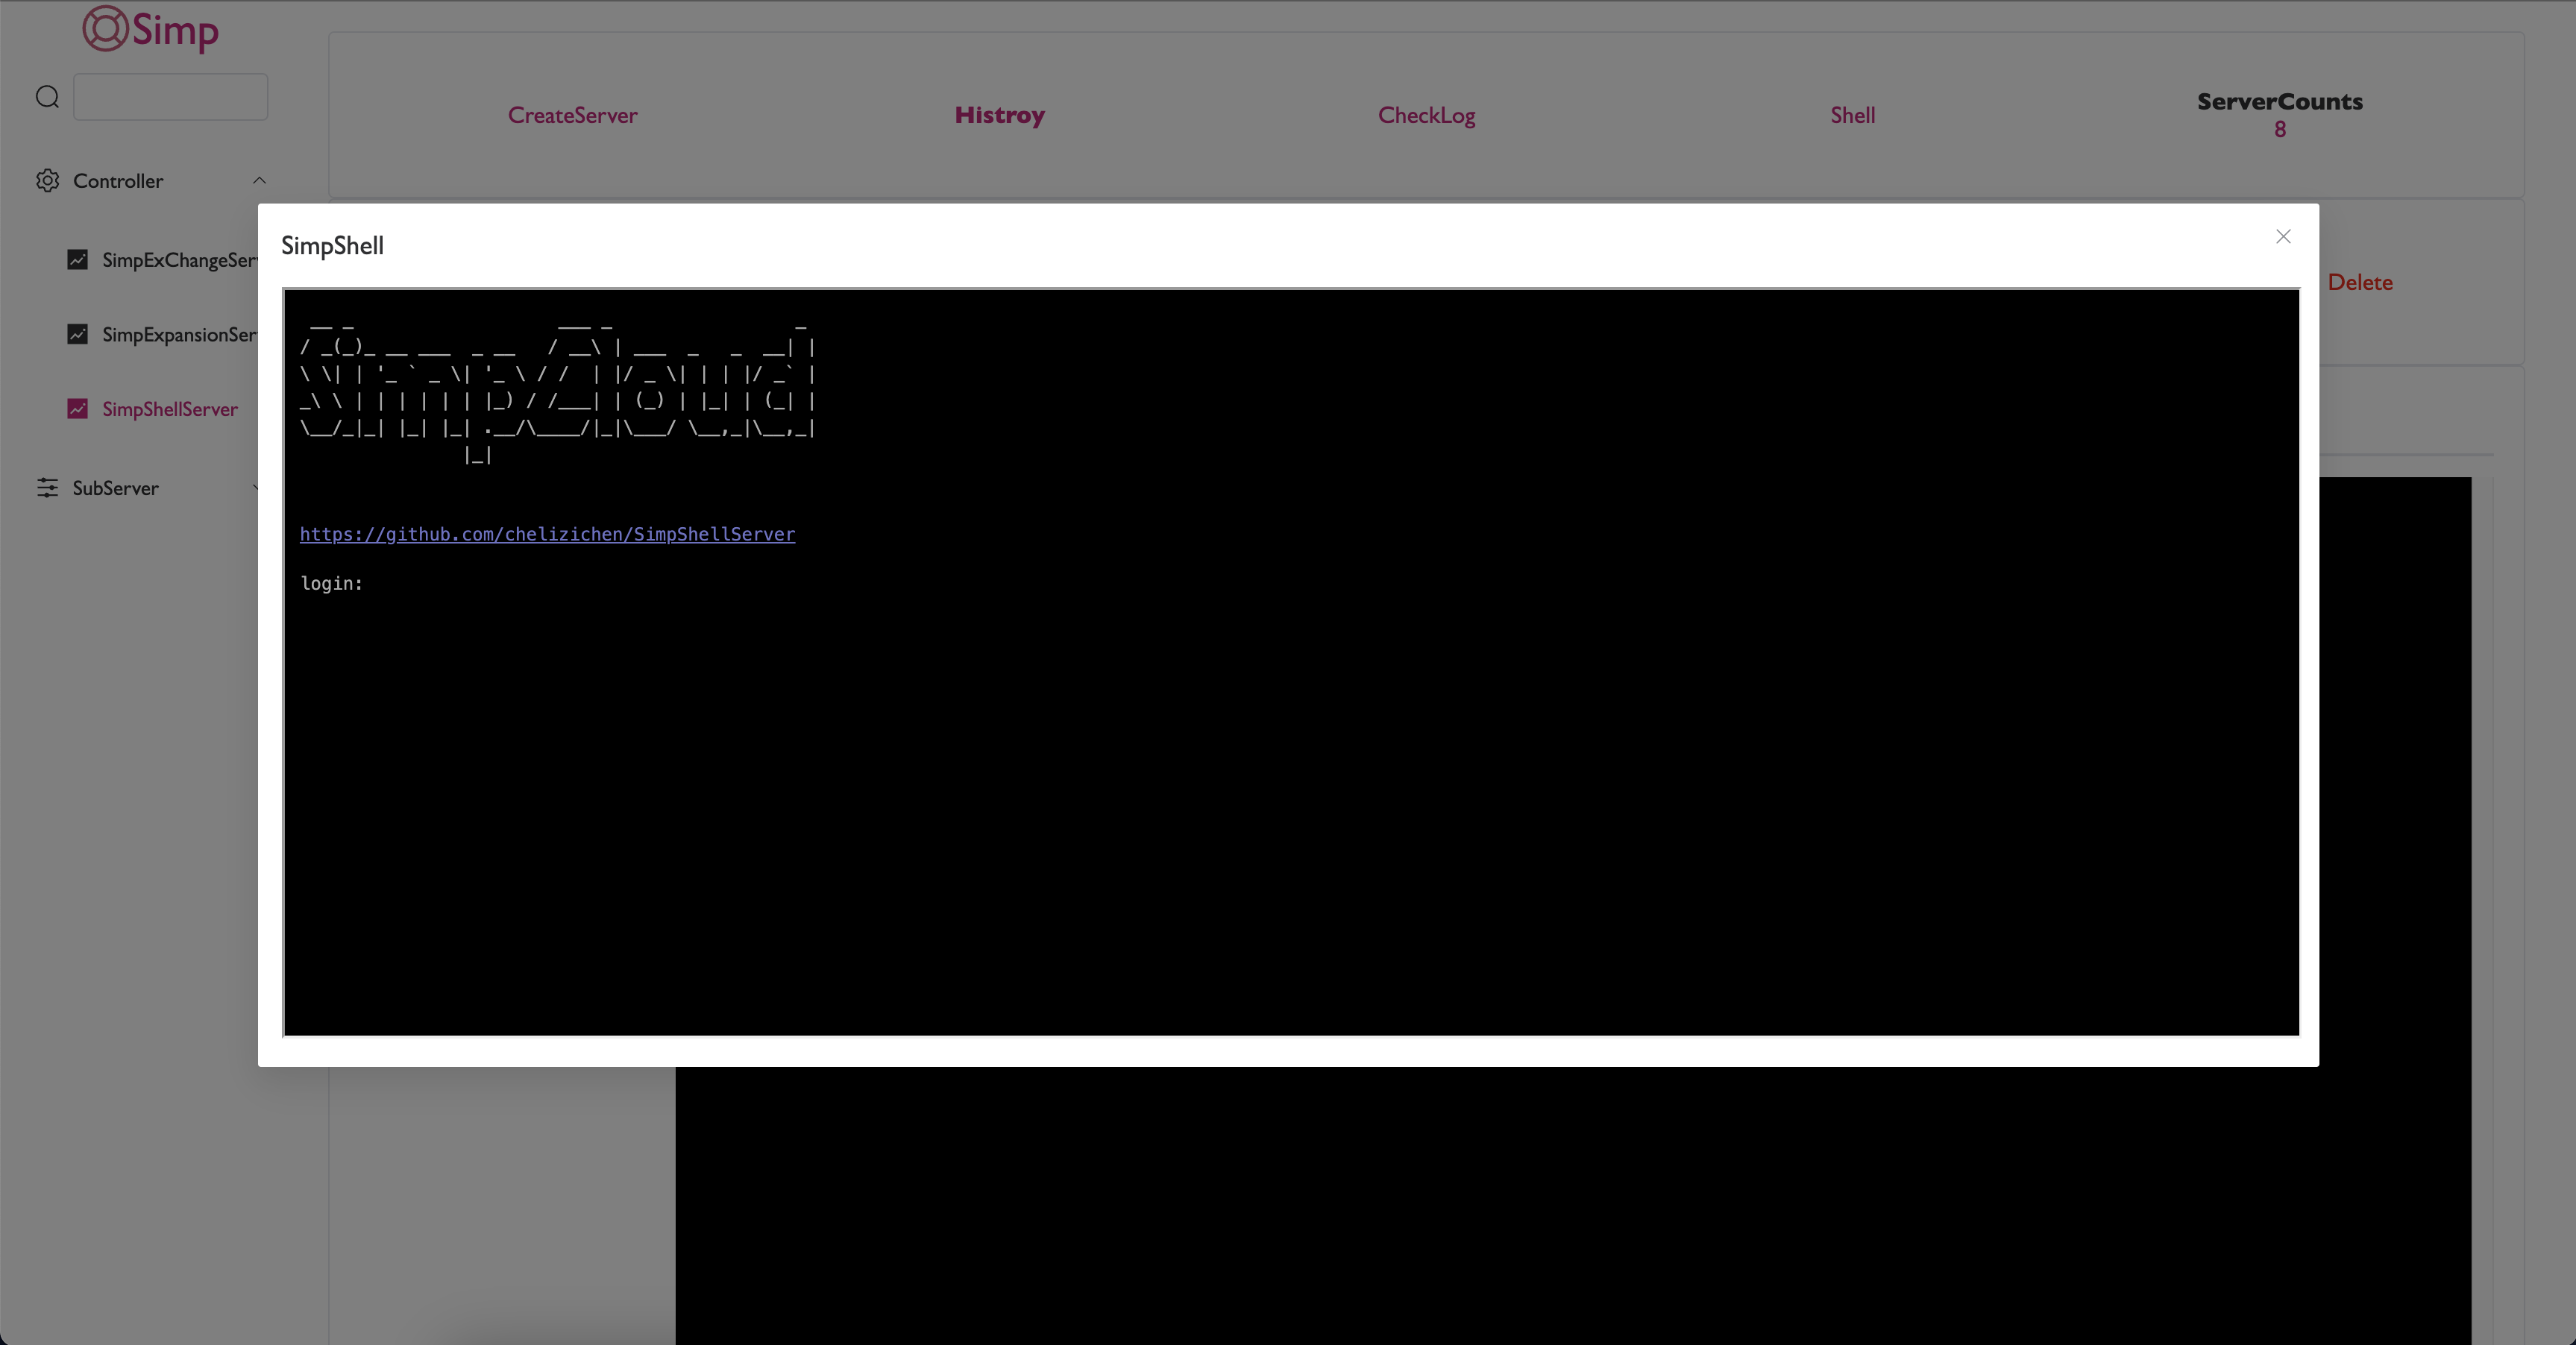 Simp
CreateServer
Histroy
CheckLog
Shell
ServerCounts
8
Controller
SimpExChangeSer
SimpExpansionSer
SimpShellServer
SubServer
SimpShell
Delete
SimpCloud
https://github.com/chelizichen/SimpShellServer
login: